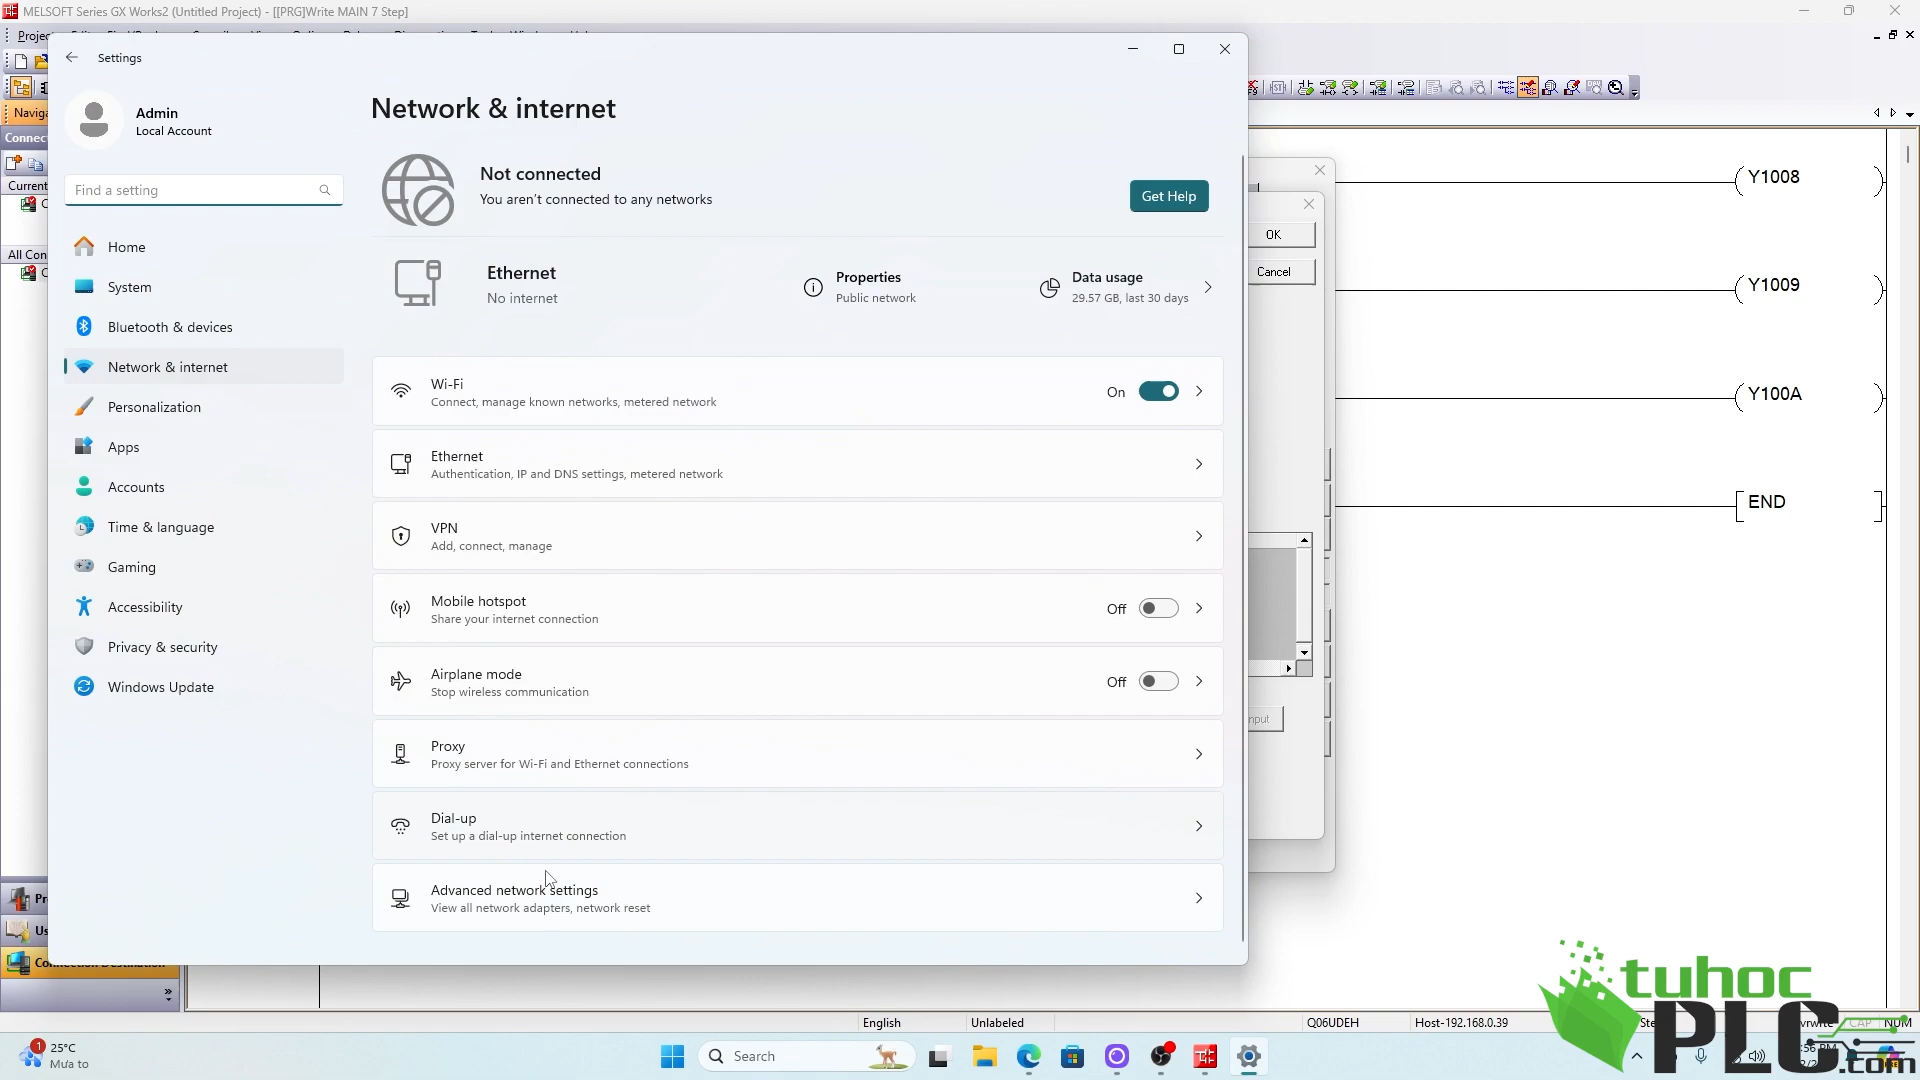 MELSOFT Series GX Works2 (Untitled Project) - [[PRG]Write MAIN 7 Step]
Settings
Admin
Local Account
Find a setting
Home
System
Bluetooth & devices
Network & internet
Personalization
Apps
Accounts
Time & language
Gaming
Accessibility
Privacy & security
Windows Update
Network & internet
Not connected
You aren't connected to any networks
Get Help
Ethernet
No internet
Properties
Public network
Data usage
29.57 GB, last 30 days
Wi-Fi
Connect, manage known networks, metered network
On
Ethernet
Authentication, IP and DNS settings, metered network
VPN
Add, connect, manage
Mobile hotspot
Share your internet connection
Off
Airplane mode
Stop wireless communication
Off
Proxy
Proxy server for Wi-Fi and Ethernet connections
Dial-up
Set up a dial-up internet connection
Advanced network settings
View all network adapters, network reset
OK
Cancel
Y1008
Y1009
Y100A
END
Current
English
Unlabeled
Q06UDEH
Host-192.168.0.39
CAP
NUM
1
25°C
Mưa to
Search
tuhoc
PLC.com